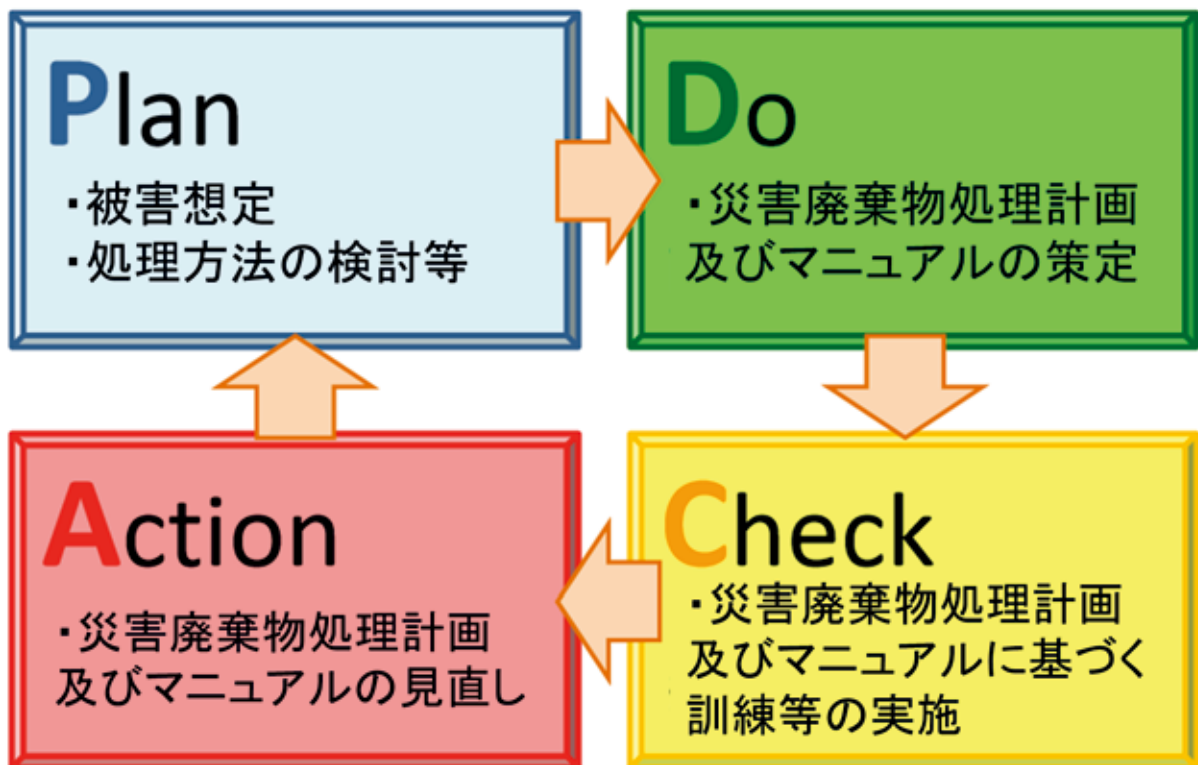 Plan
・被害想定
・処理方法の検討等
Do
・災害廃棄物処理計画
及びマニュアルの策定
Check
・災害廃棄物処理計画
及びマニュアルに基づく
訓練等の実施
Action
・災害廃棄物処理計画
及びマニュアルの見直し